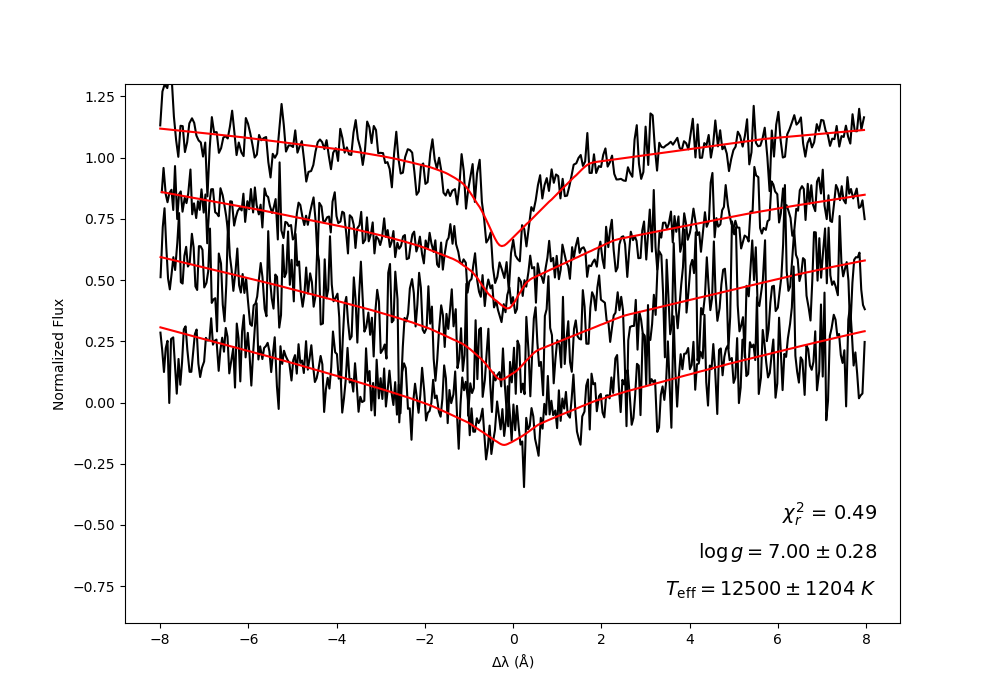 1.25
1.00
0.75
0.50
0.25
0.00
−0.25
−0.50
−0.75
Normalized Flux
χ²ᵣ = 0.49
log g = 7.00 ± 0.28
T_eff = 12500 ± 1204 K
−8 −6 −4 −2 0 2 4 6 8
Δλ (Å)